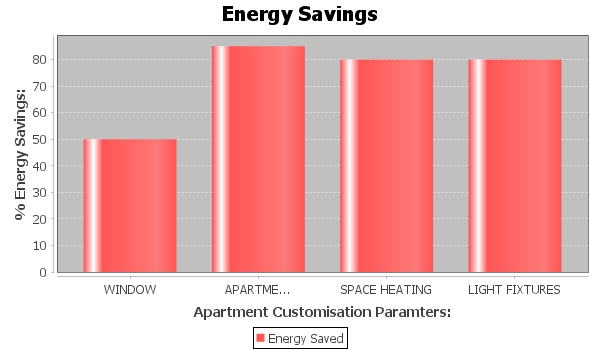 Energy Savings
% Energy Savings:
80
70
60
50
40
30
20
10
0
WINDOW APARTME... SPACE HEATING LIGHT FIXTURES
Apartment Customisation Paramters:
Energy Saved